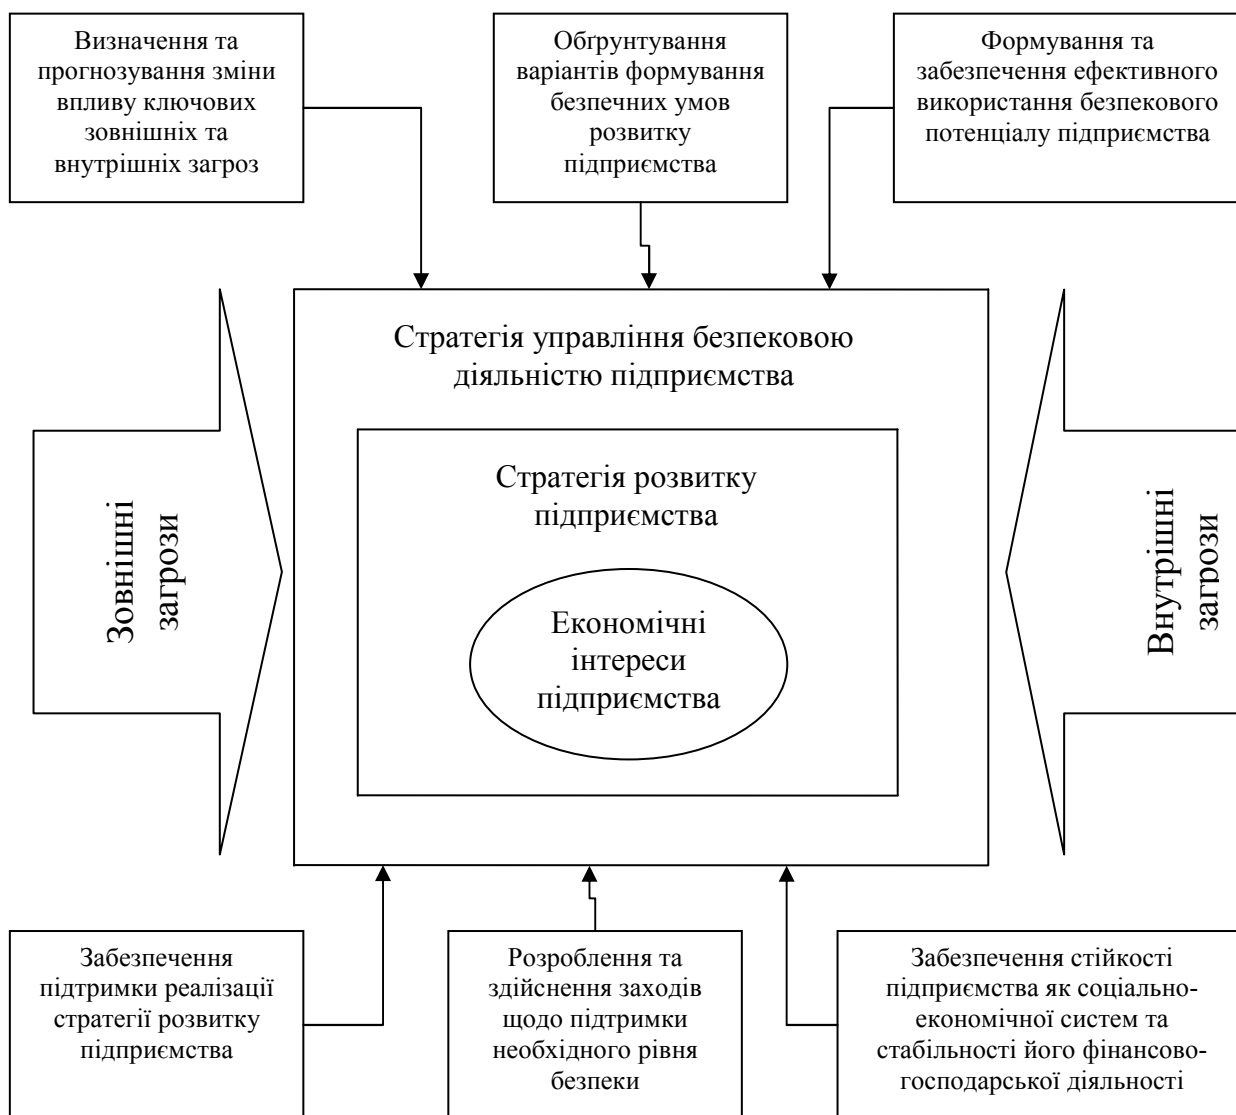 Визначення та
прогнозування зміни
впливу ключових
зовнішніх та
внутрішніх загроз
Обґрунтування
варіантів формування
безпечних умов
розвитку
підприємства
Формування та
забезпечення ефективного
використання безпекового
потенціалу підприємства
Стратегія управління безпековою
діяльністю підприємства
Стратегія розвитку
підприємства
Економічні
інтереси
підприємства
Зовнішні
загрози
Внутрішні
загрози
Забезпечення
підтримки реалізації
стратегії розвитку
підприємства
Розроблення та
здійснення заходів
щодо підтримки
необхідного рівня
безпеки
Забезпечення стійкості
підприємства як соціально-
економічної систем та
стабільності його фінансово-
господарської діяльності